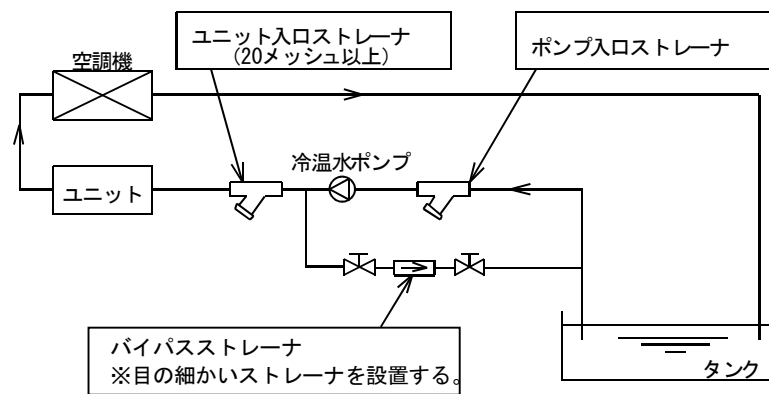 ユニット入口ストレーナ
(20メッシュ以上)
ポンプ入口ストレーナ
空調機
冷温水ポンプ
ユニット
バイパスストレーナ
※目の細かいストレーナを設置する。
タンク